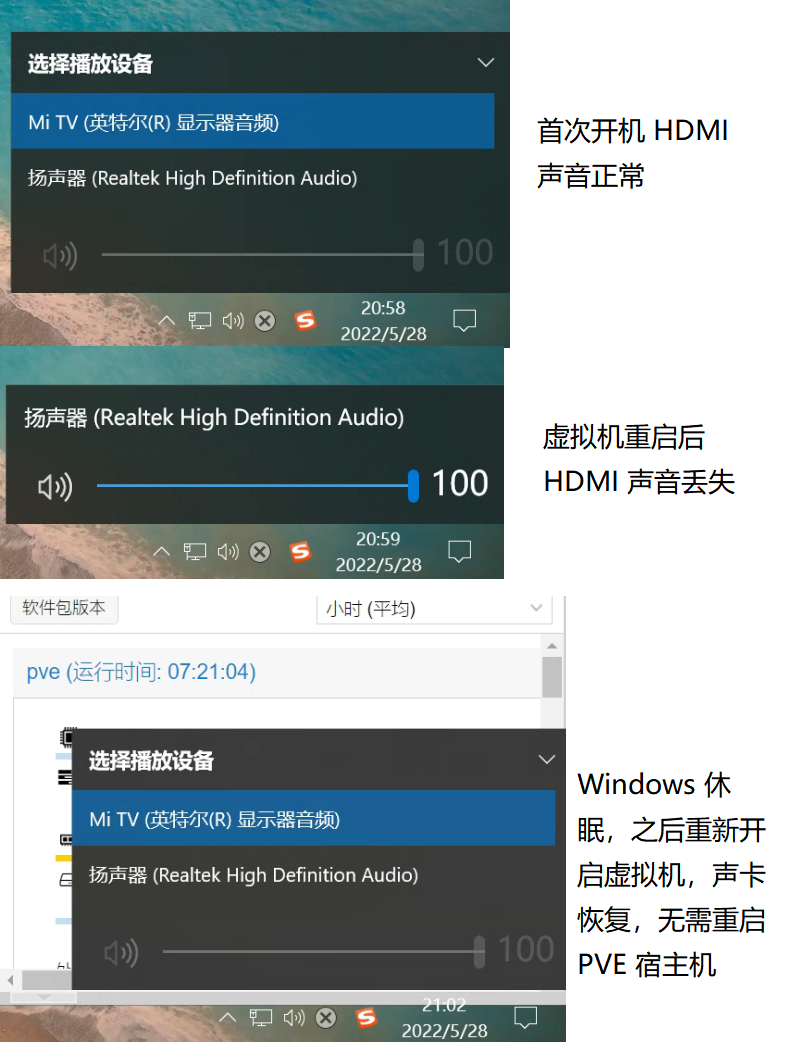 选择播放设备
Mi TV (英特尔(R) 显示器音频)
扬声器 (Realtek High Definition Audio)
100
20:58
2022/5/28
首次开机 HDMI
声音正常
扬声器 (Realtek High Definition Audio)
100
20:59
2022/5/28
虚拟机重启后
HDMI 声音丢失
软件包版本
小时 (平均)
pve (运行时间: 07:21:04)
选择播放设备
Mi TV (英特尔(R) 显示器音频)
扬声器 (Realtek High Definition Audio)
100
21:02
2022/5/28
Windows 休
眠，之后重新开
启虚拟机，声卡
恢复，无需重启
PVE 宿主机